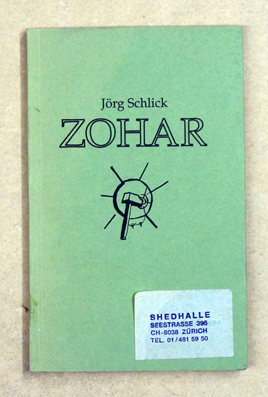 Jörg Schlick
ZOHAR
SHEDHALLE
SEESTRASSE 395
CH-8038 ZÜRICH
TEL. 01/481 59 50